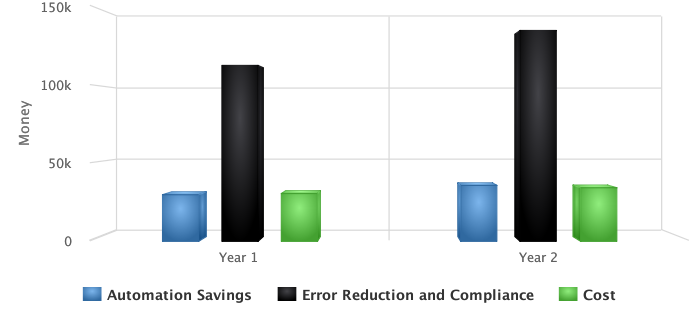 150k
100k
50k
0
Money
Year 1 Year 2
Automation Savings Error Reduction and Compliance Cost